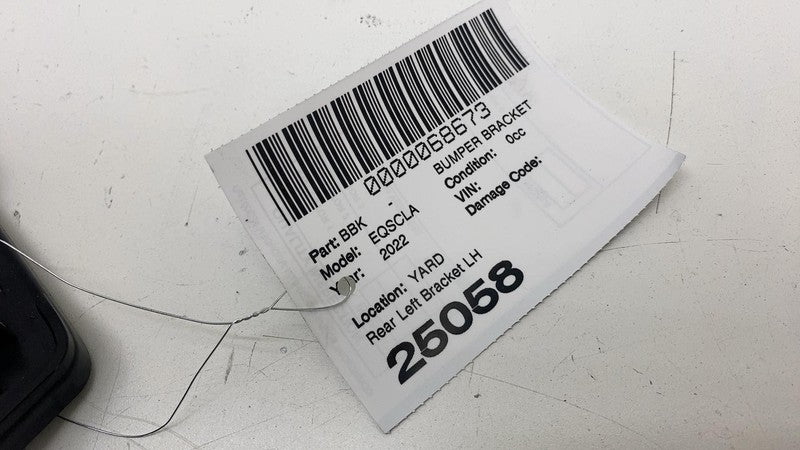 0000068673
Part: BBK - BUMPER BRACKET
Model: EQSCLA Condition: 0cc
Year: 2022 VIN:
Damage Code:
Location: YARD
Rear Left Bracket LH
25058